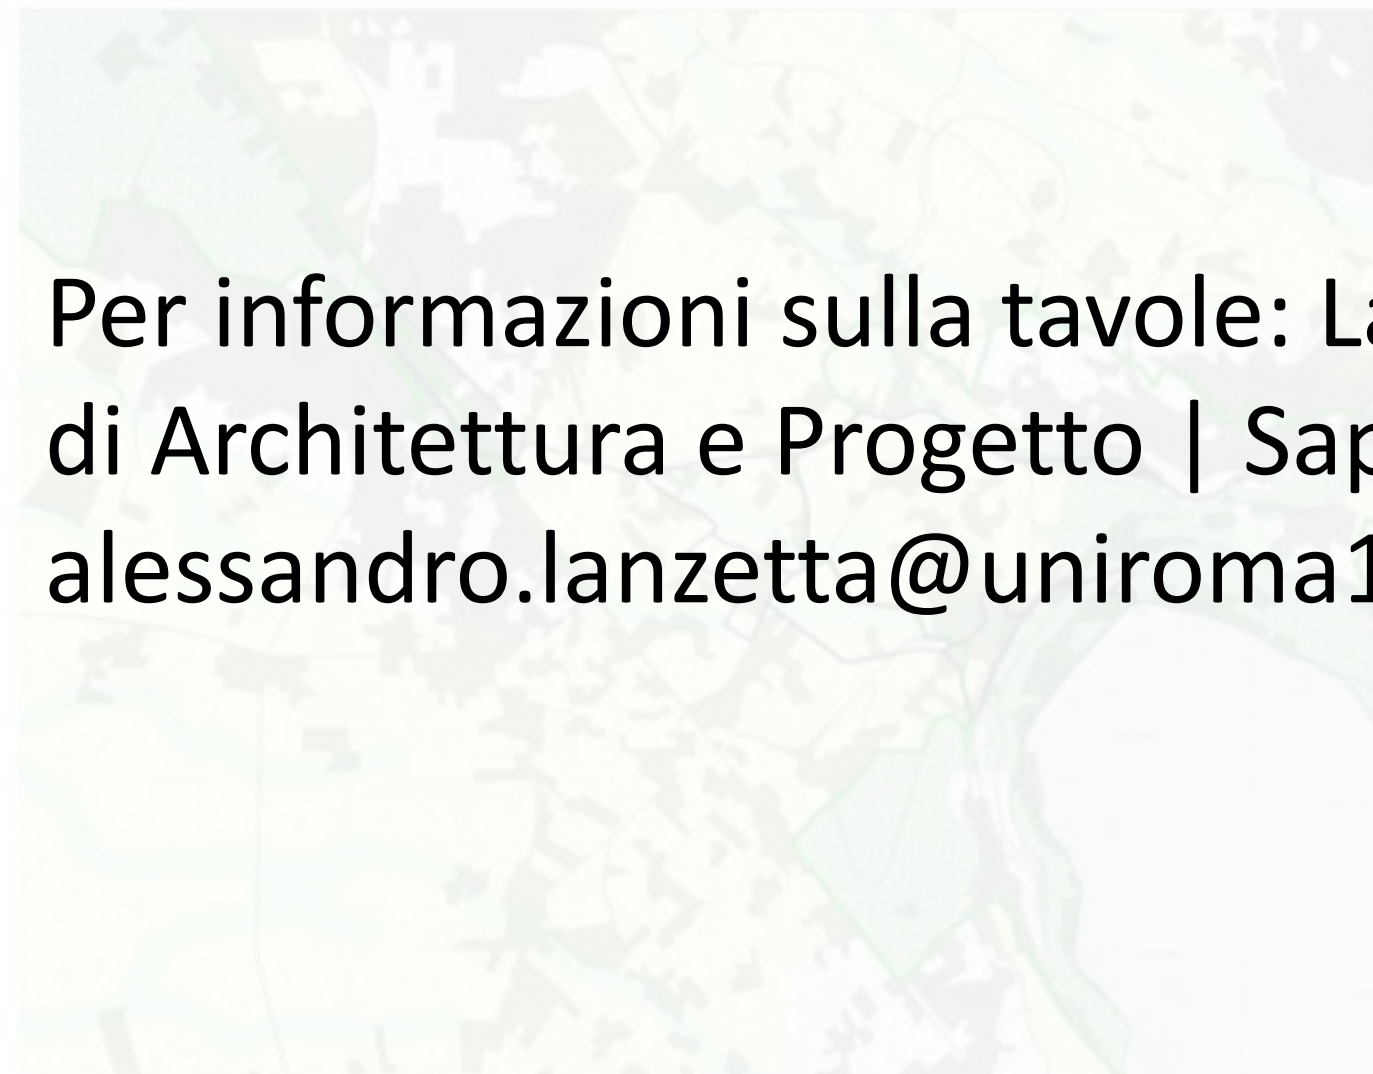 Per informazioni sulla tavole: La
di Architettura e Progetto | Sap
alessandro.lanzetta@uniroma1